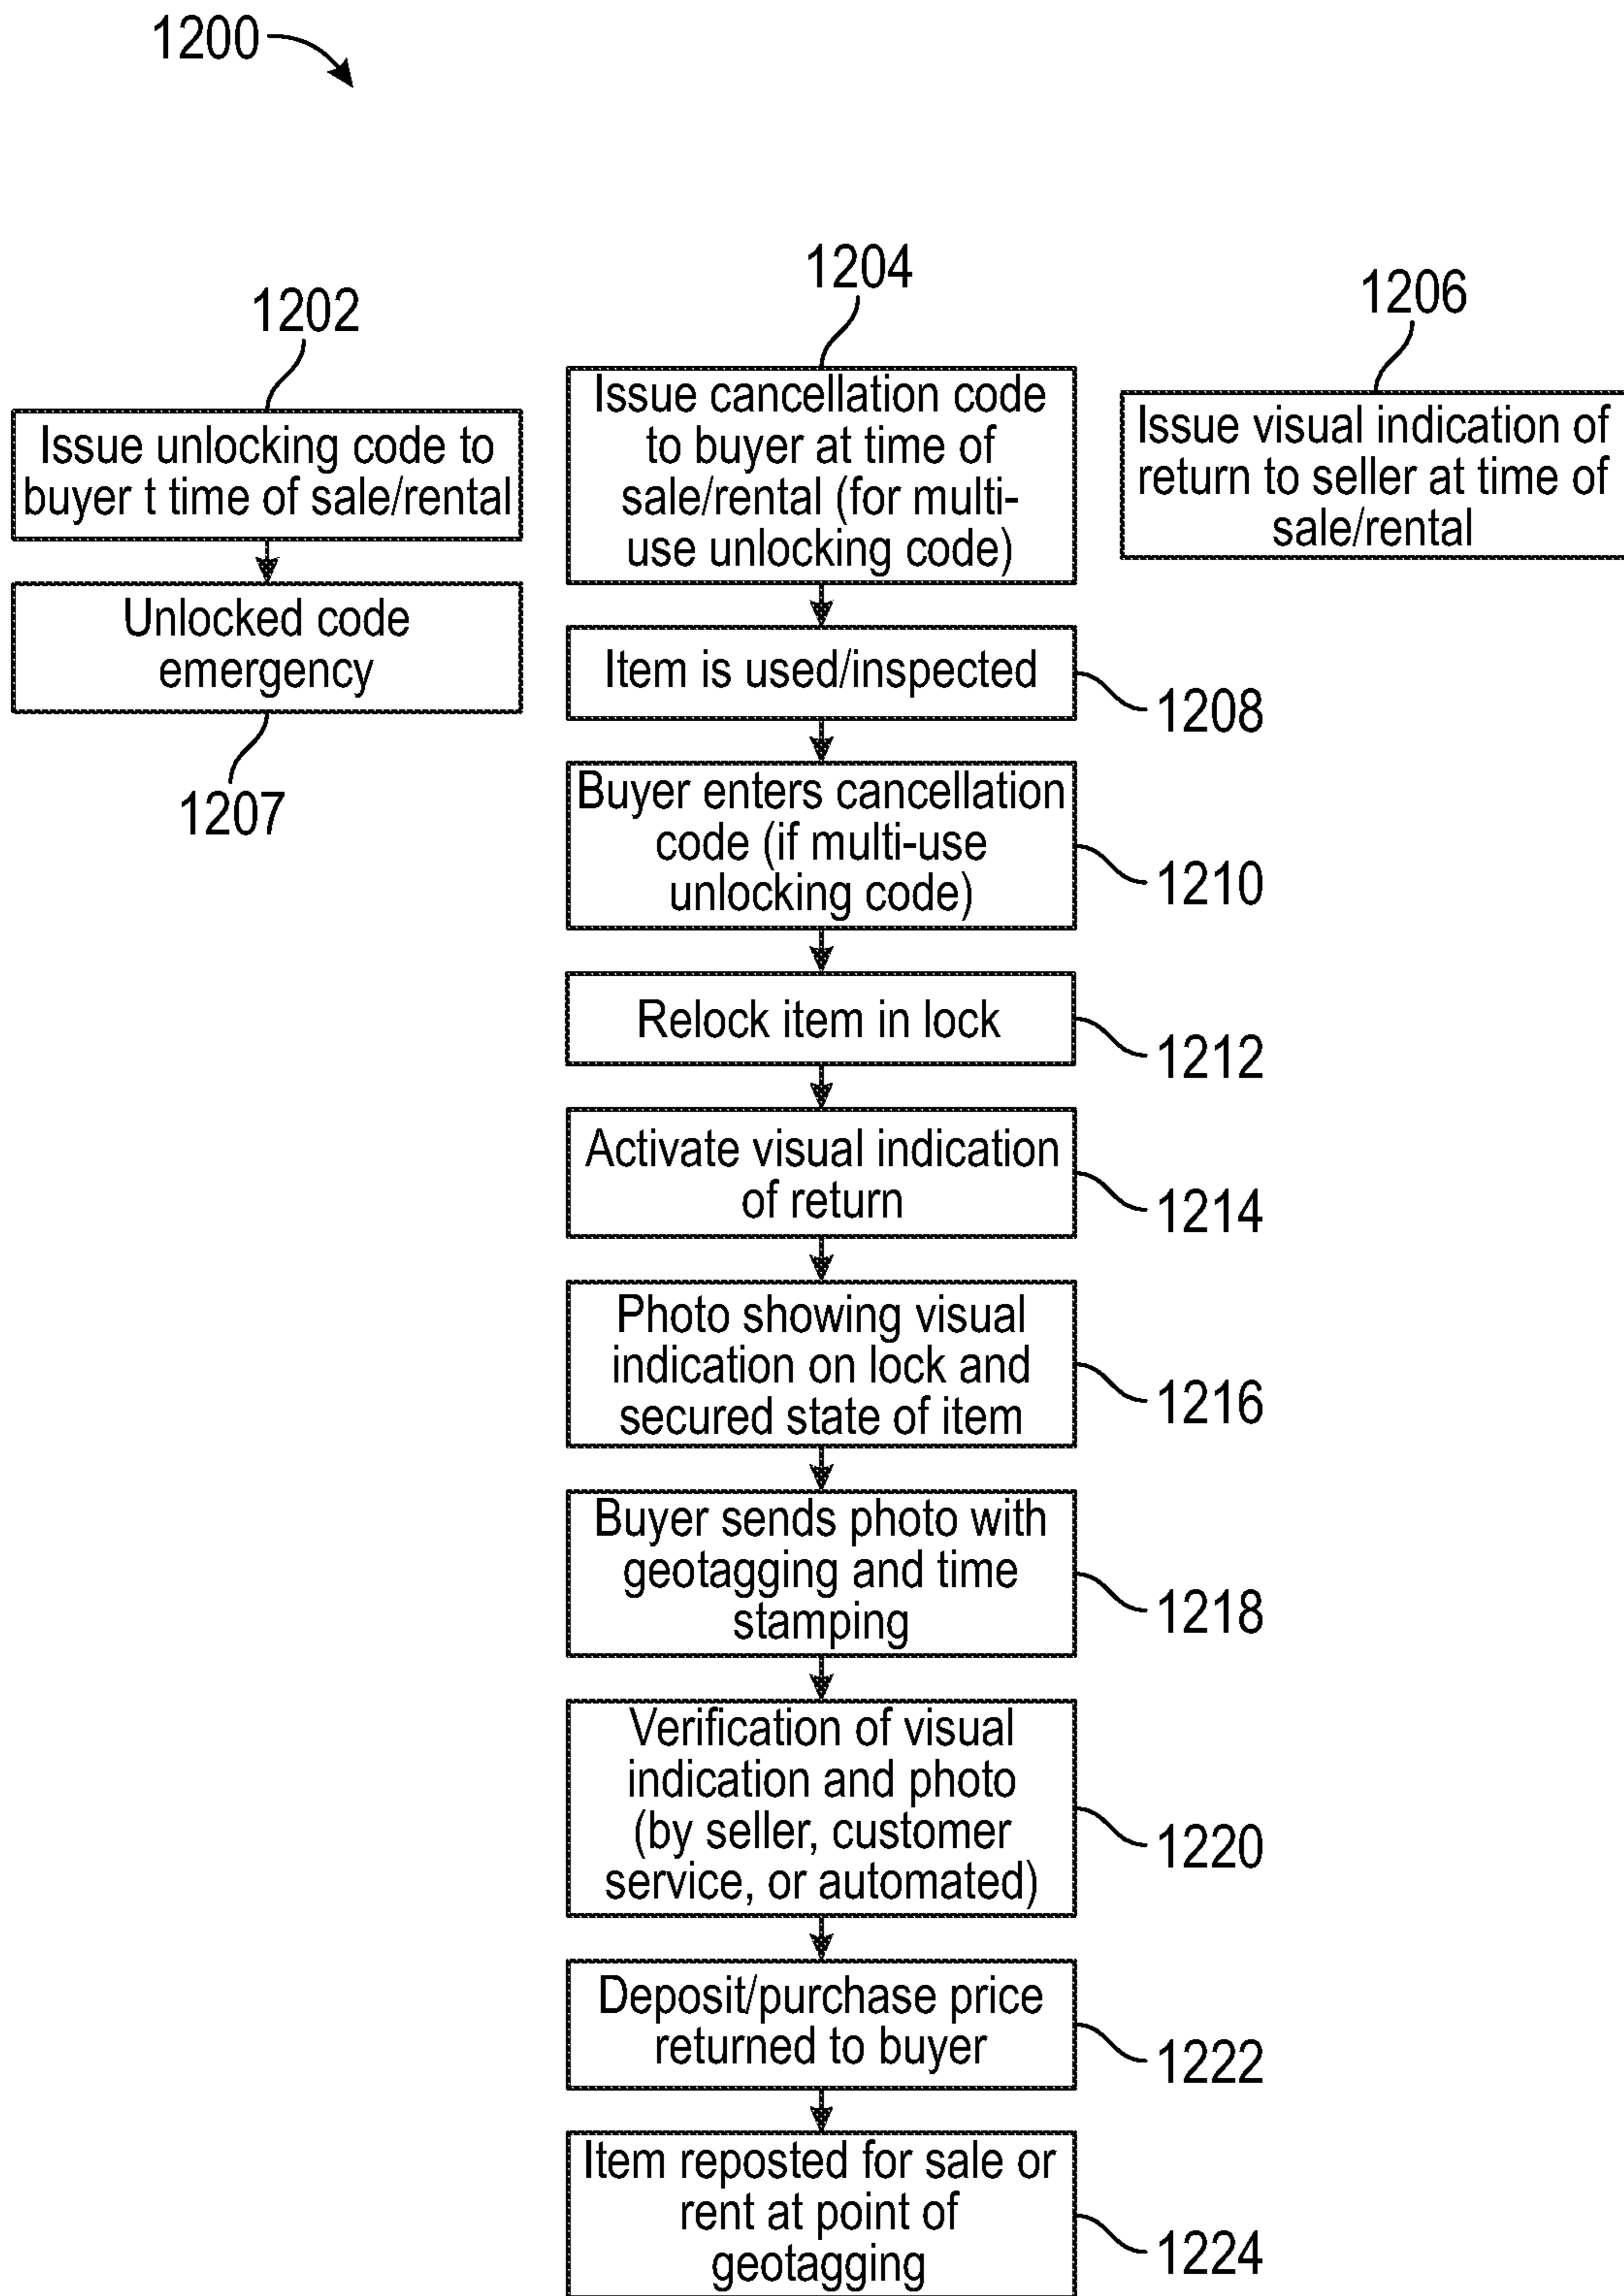 1200
1202
Issue unlocking code to
buyer t time of sale/rental
Unlocked code
emergency
1207
1204
Issue cancellation code
to buyer at time of
sale/rental (for multi-
use unlocking code)
1206
Issue visual indication of
return to seller at time of
sale/rental
Item is used/inspected
1208
Buyer enters cancellation
code (if multi-use
unlocking code)
1210
Relock item in lock
1212
Activate visual indication
of return
1214
Photo showing visual
indication on lock and
secured state of item
1216
Buyer sends photo with
geotagging and time
stamping
1218
Verification of visual
indication and photo
(by seller, customer
service, or automated)
1220
Deposit/purchase price
returned to buyer
1222
Item reposted for sale or
rent at point of
geotagging
1224